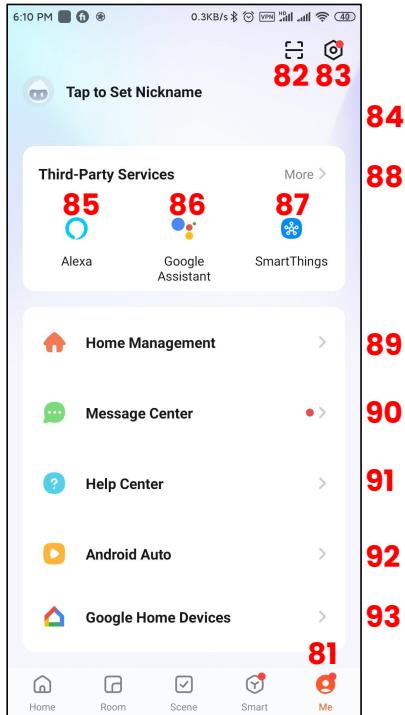 6:10 PM 0.3KB/s VPN HD 40
82 83
Tap to Set Nickname
84
Third-Party Services More
88
85 86 87
Alexa Google Assistant SmartThings
Home Management
89
Message Center
90
Help Center
91
Android Auto
92
Google Home Devices
93
81
Home Room Scene Smart Me